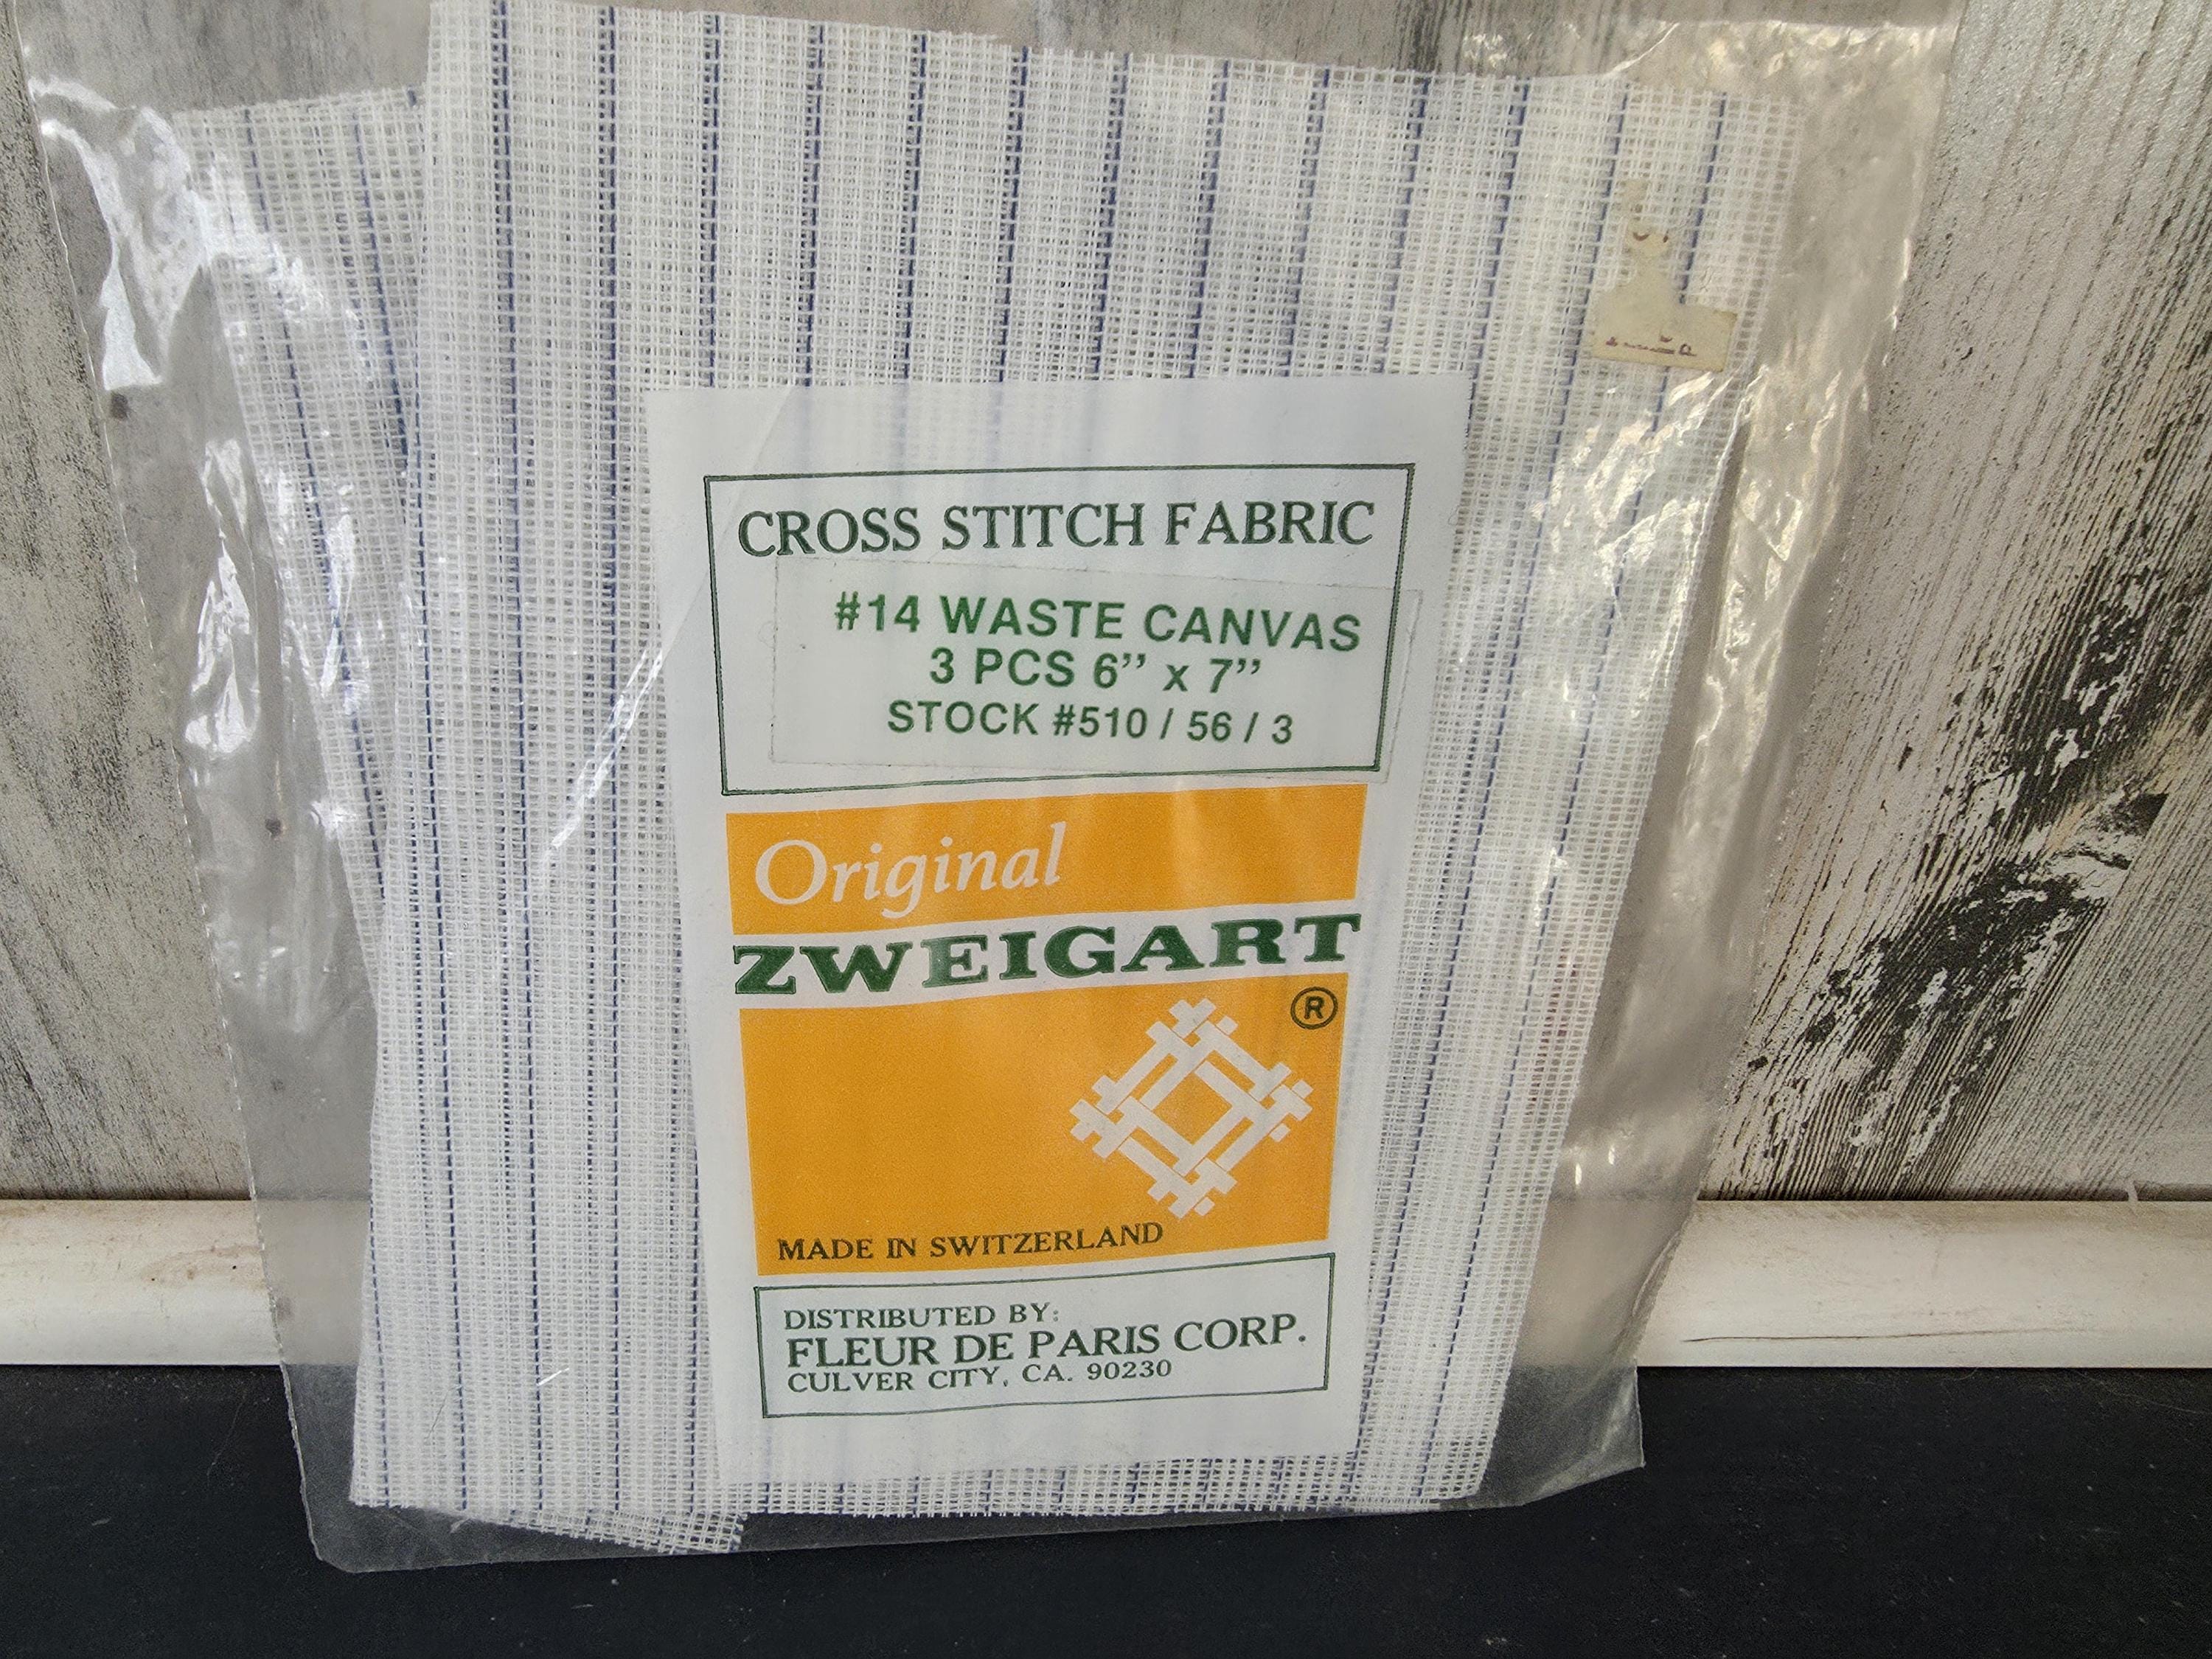 CROSS STITCH FABRIC
#14 WASTE CANVAS
3 PCS 6” x 7”
STOCK #510 / 56 / 3
Original
ZWEIGART
®
MADE IN SWITZERLAND
DISTRIBUTED BY:
FLEUR DE PARIS CORP.
CULVER CITY, CA. 90230